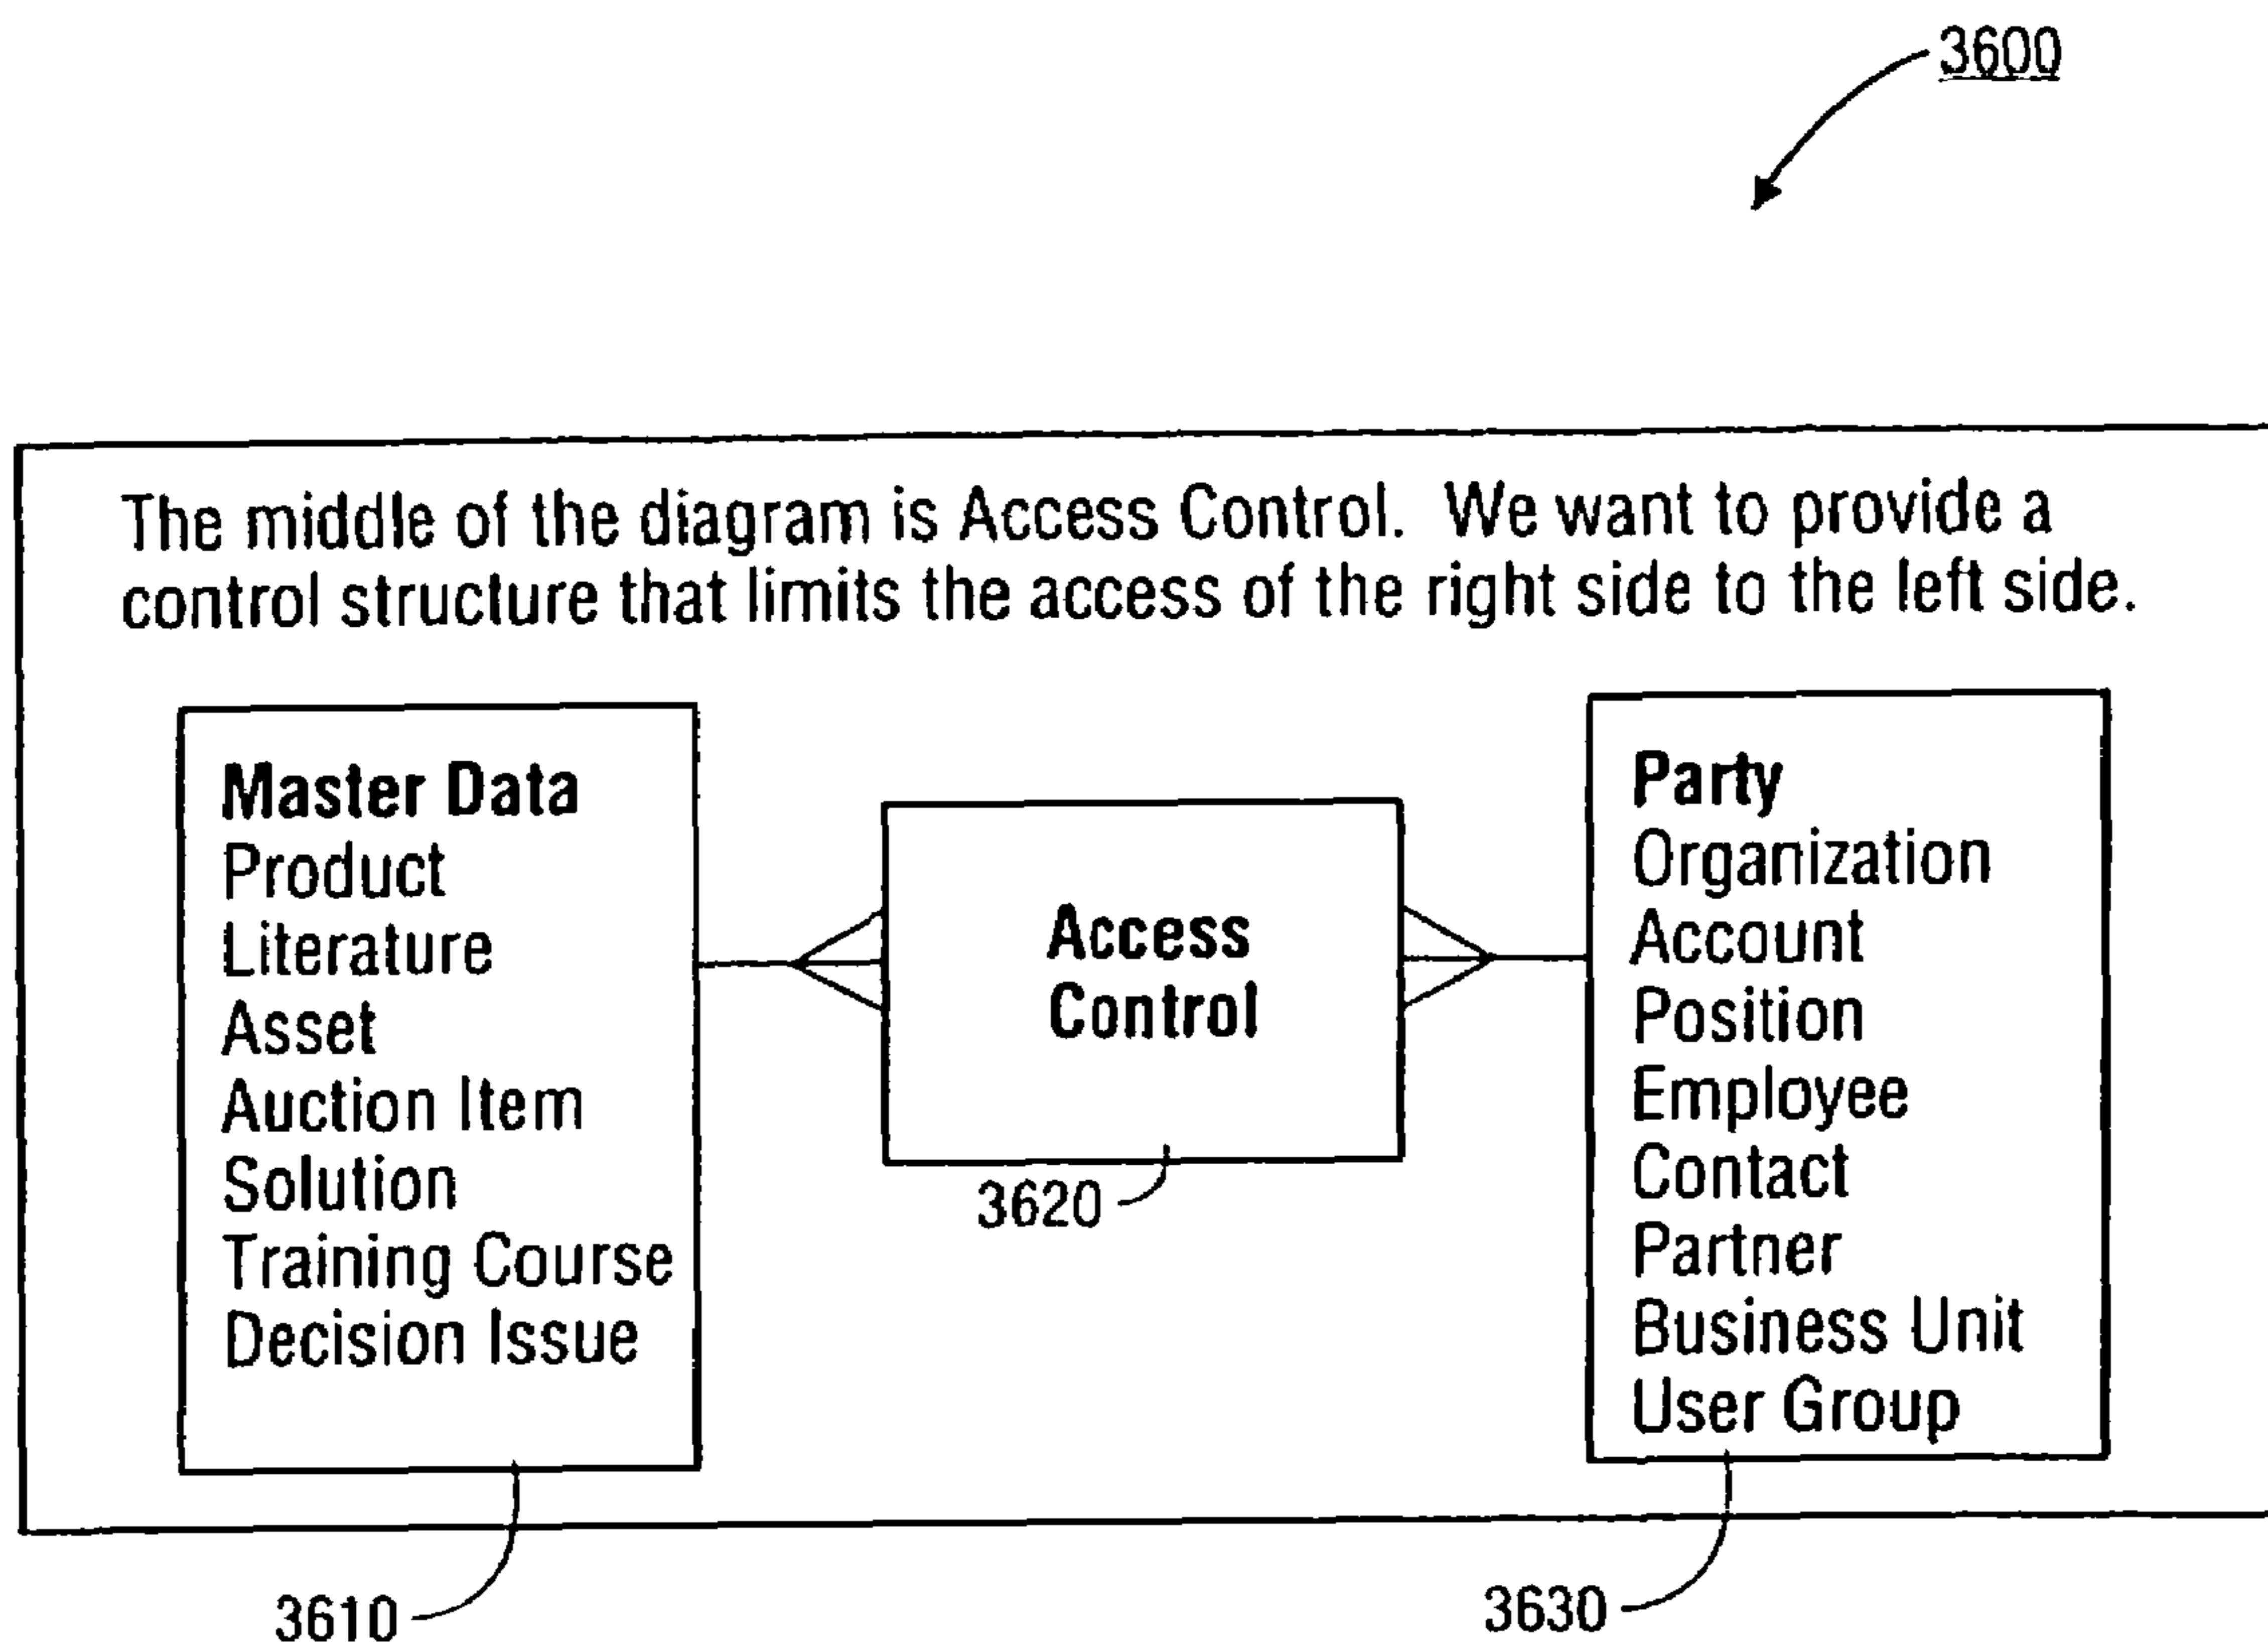 3600
The middle of the diagram is Access Control. We want to provide a
control structure that limits the access of the right side to the left side.
Master Data
Product
Literature
Asset
Auction Item
Solution
Training Course
Decision Issue
Access
Control
3620
Party
Organization
Account
Position
Employee
Contact
Partner
Business Unit
User Group
3610
3630